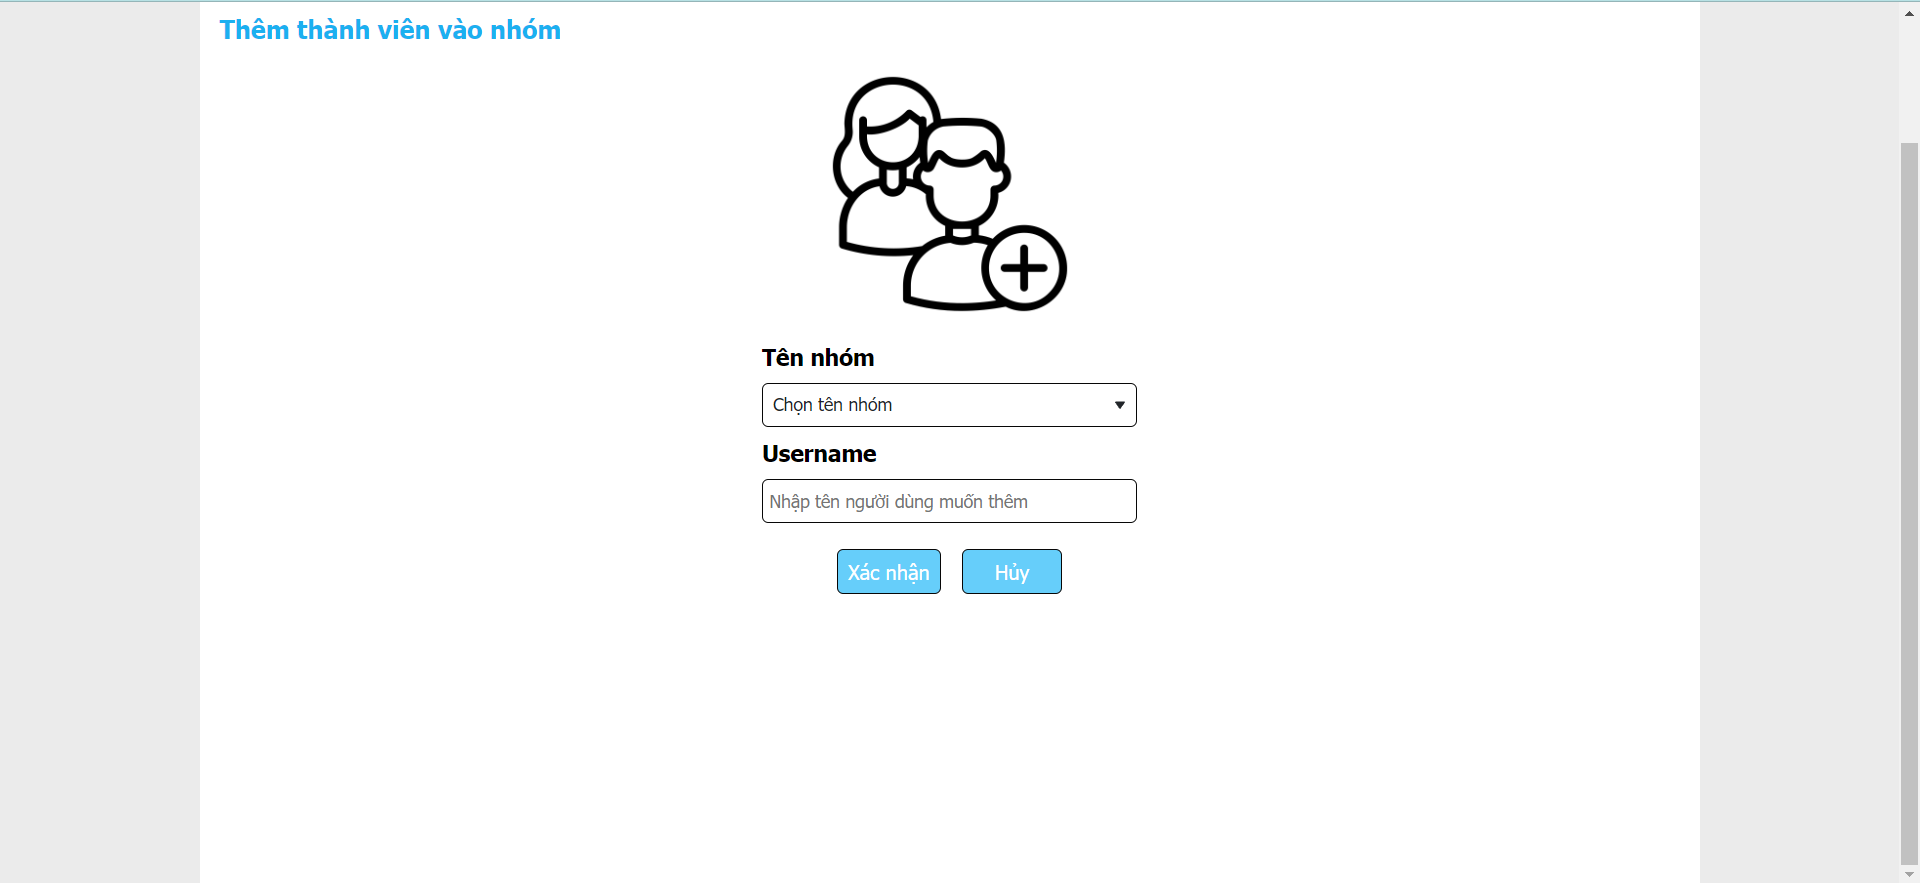 Thêm thành viên vào nhóm
Tên nhóm
Chọn tên nhóm
Username
Nhập tên người dùng muốn thêm
Xác nhận
Hủy